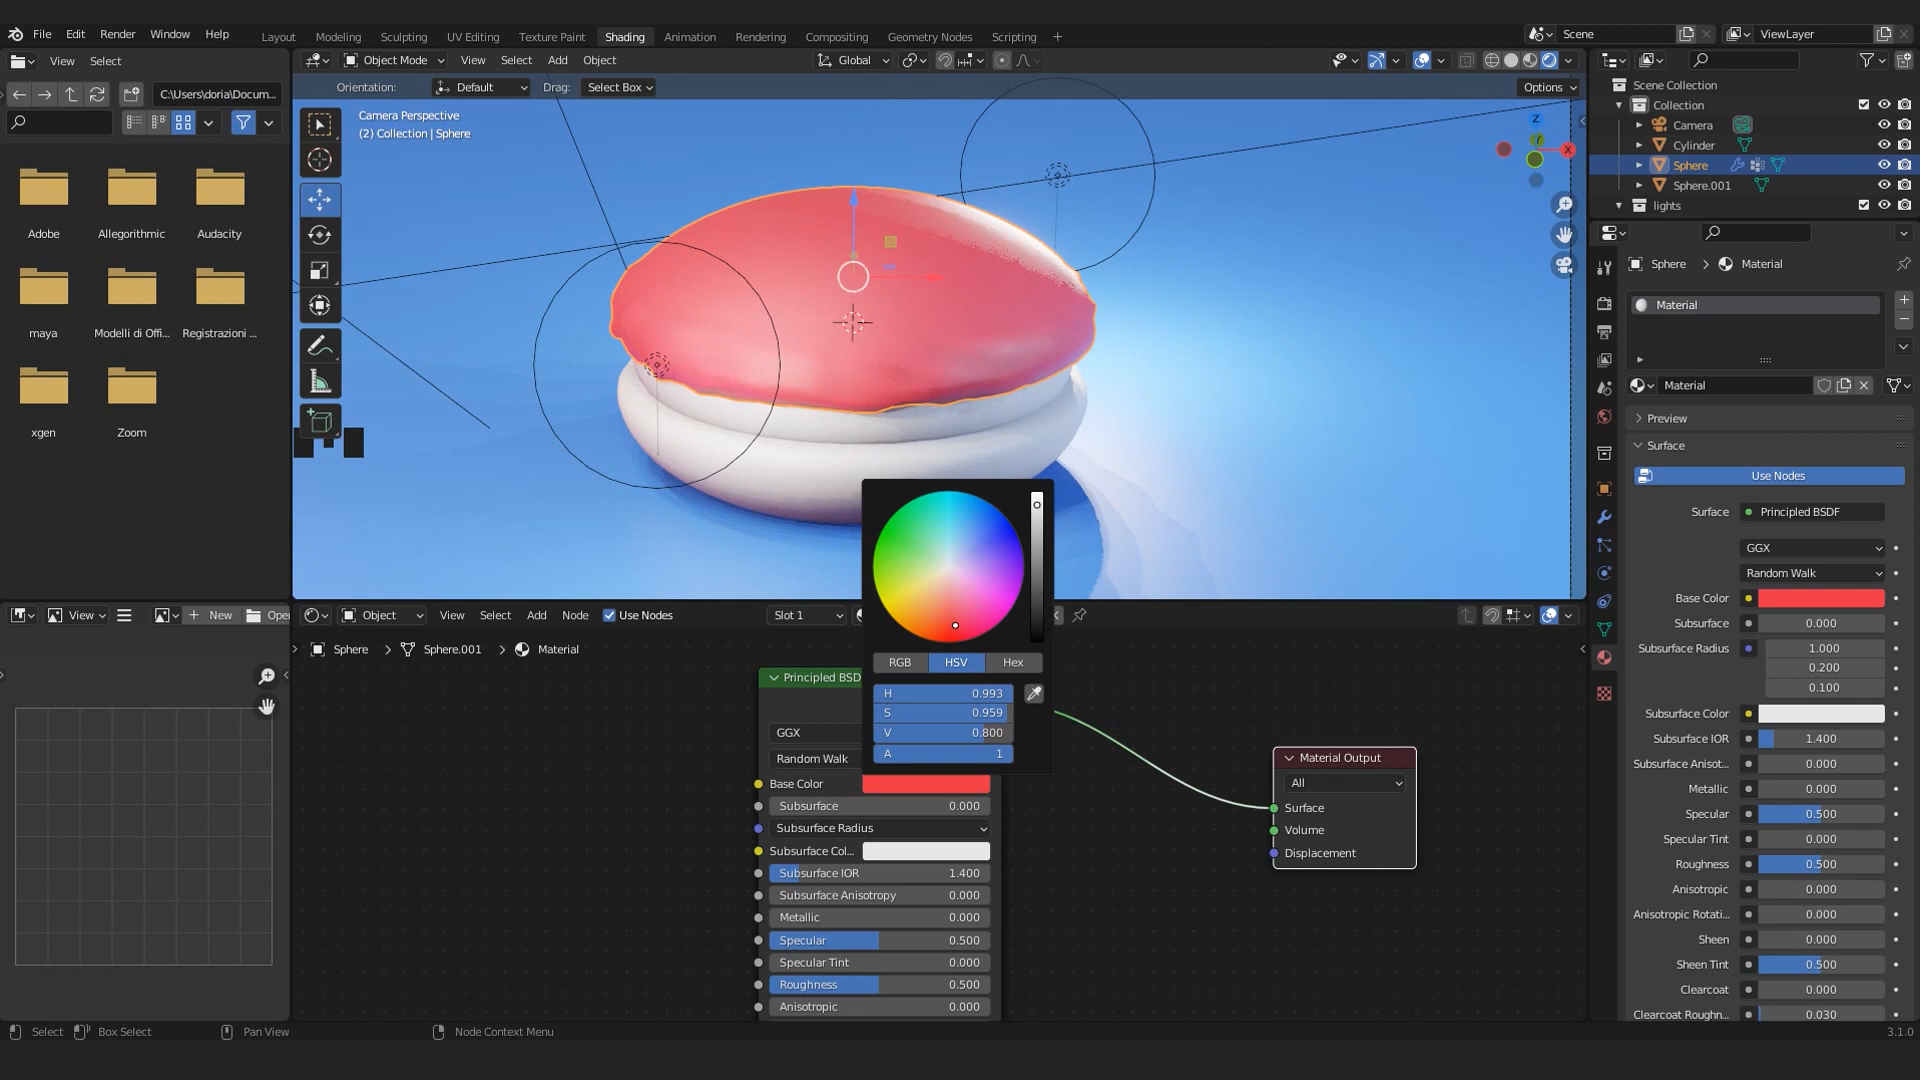 File Edit Render Window Help
Layout Modeling Sculpting UV Editing Texture Paint Shading Animation Rendering Compositing Geometry Nodes Scripting +
Scene
ViewLayer
View Select
Object Mode View Select Add Object
Global
C:\Users\doria\Docum...
Orientation: Default Drag: Select Box
Options
Camera Perspective
(2) Collection | Sphere
Z
Y
X
Adobe Allegorithmic Audacity
maya Modelli di Offi... Registrazioni ...
xgen Zoom
Scene Collection
Collection
Camera
Cylinder
Sphere
Sphere.001
lights
Sphere > Material
Material
Material
Preview
Surface
Use Nodes
Surface Principled BSDF
GGX
Random Walk
Base Color
Subsurface 0.000
Subsurface Radius 1.000
0.200
0.100
Subsurface Color
Subsurface IOR 1.400
Subsurface Anisot... 0.000
Metallic 0.000
Specular 0.500
Specular Tint 0.000
Roughness 0.500
Anisotropic 0.000
Anisotropic Rotati... 0.000
Sheen 0.000
Sheen Tint 0.500
Clearcoat 0.000
Clearcoat Roughn... 0.030
View + New Ope
Object View Select Add Node Use Nodes Slot 1
Sphere > Sphere.001 > Material
RGB HSV Hex
H 0.993
S 0.959
V 0.800
A 1
Principled BSD
GGX
Random Walk
Base Color
Subsurface 0.000
Subsurface Radius
Subsurface Col...
Subsurface IOR 1.400
Subsurface Anisotropy 0.000
Metallic 0.000
Specular 0.500
Specular Tint 0.000
Roughness 0.500
Anisotropic 0.000
Material Output
All
Surface
Volume
Displacement
Select Box Select Pan View Node Context Menu
3.1.0